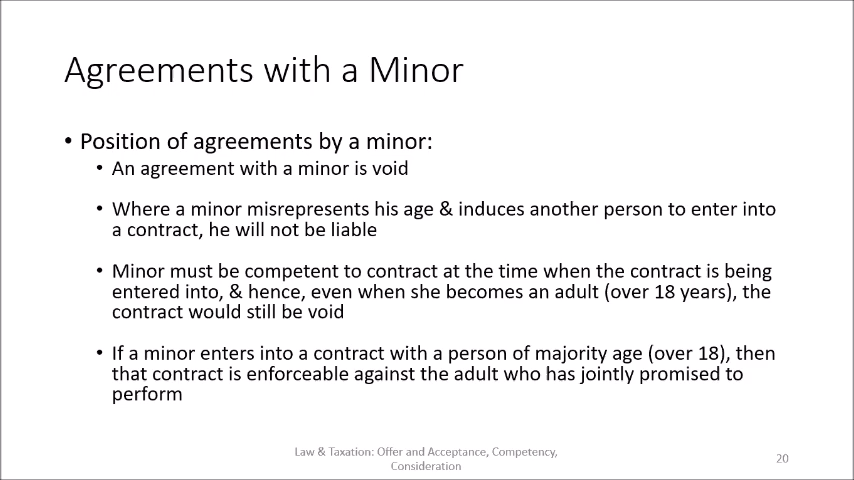 Agreements with a Minor
• Position of agreements by a minor:
• An agreement with a minor is void
• Where a minor misrepresents his age & induces another person to enter into
a contract, he will not be liable
• Minor must be competent to contract at the time when the contract is being
entered into, & hence, even when she becomes an adult (over 18 years), the
contract would still be void
• If a minor enters into a contract with a person of majority age (over 18), then
that contract is enforceable against the adult who has jointly promised to
perform
Law & Taxation: Offer and Acceptance, Competency,
Consideration
20